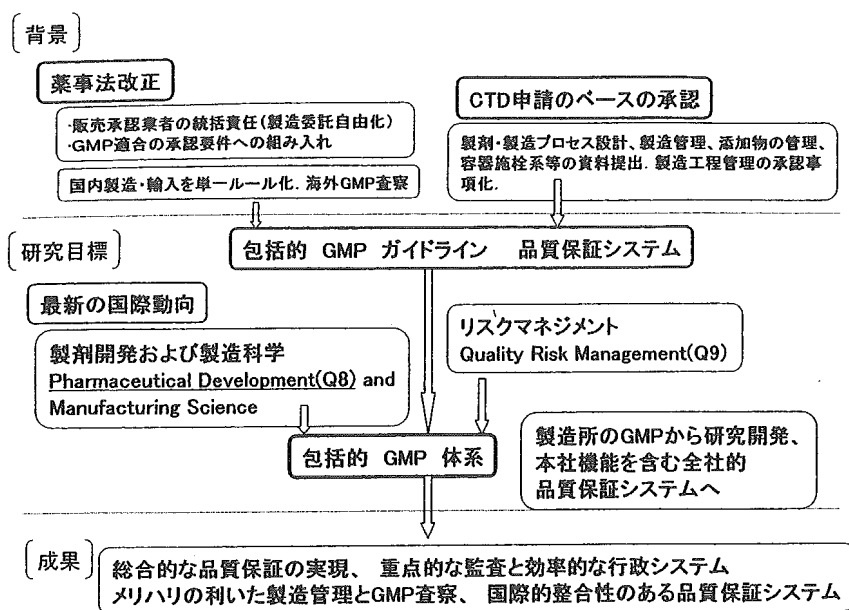 背景
薬事法改正
・販売承認業者の統括責任(製造委託自由化)
・GMP適合の承認要件への組み入れ
国内製造・輸入を単一ルール化. 海外GMP査察
CTD申請のベースの承認
製剤・製造プロセス設計、製造管理、添加物の管理、
容器施栓系等の資料提出. 製造工程管理の承認事
項化.
研究目標
包括的 GMP ガイドライン 品質保証システム
最新の国際動向
製剤開発および製造科学
Pharmaceutical Development(Q8) and
Manufacturing Science
リスクマネジメント
Quality Risk Management(Q9)
包括的 GMP 体系
製造所のGMPから研究開発、
本社機能を含む全社的
品質保証システムへ
成果
総合的な品質保証の実現、 重点的な監査と効率的な行政システム
メリハリの利いた製造管理とGMP査察、 国際的整合性のある品質保証システム